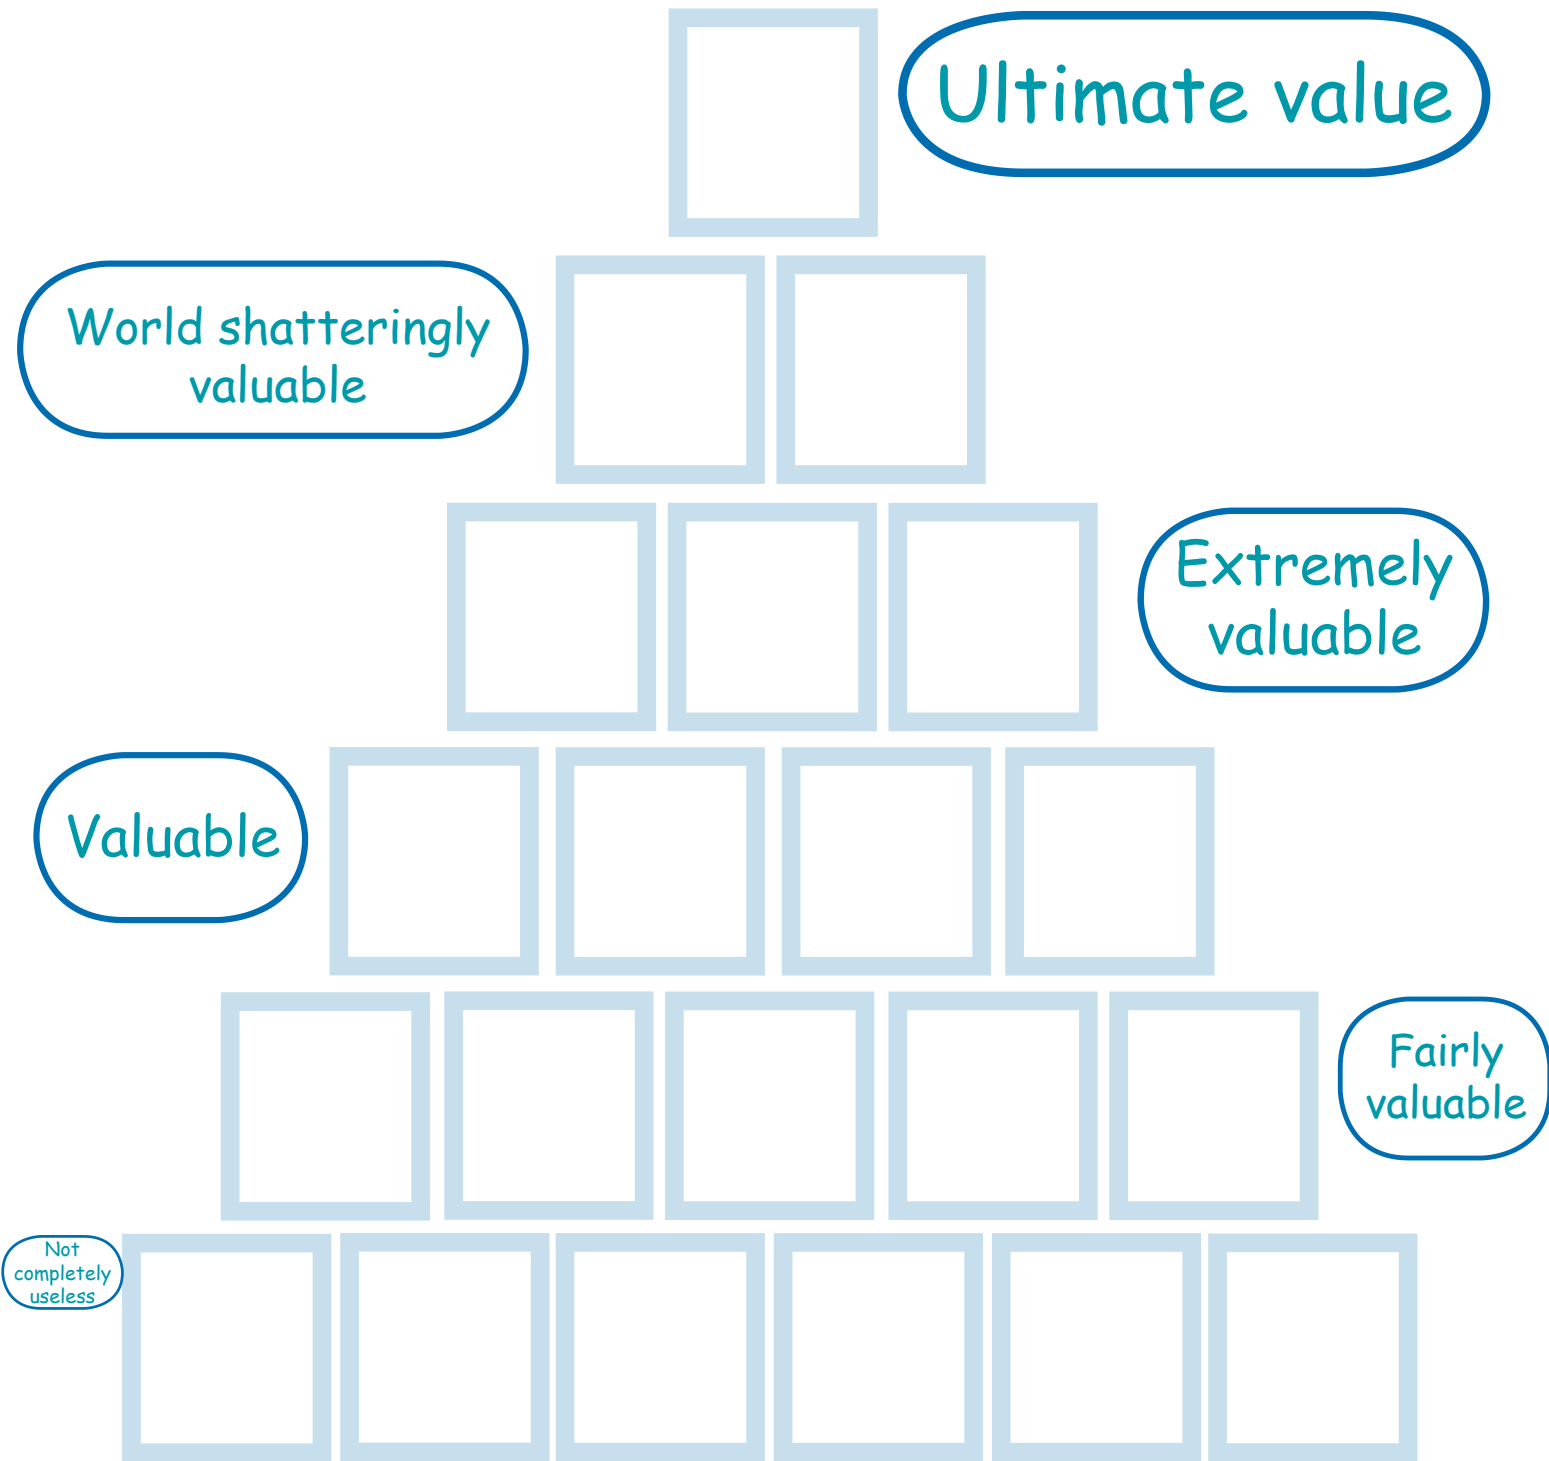 Ultimate value
World shatteringly
valuable
Extremely
valuable
Valuable
Fairly
valuable
Not
completely
useless